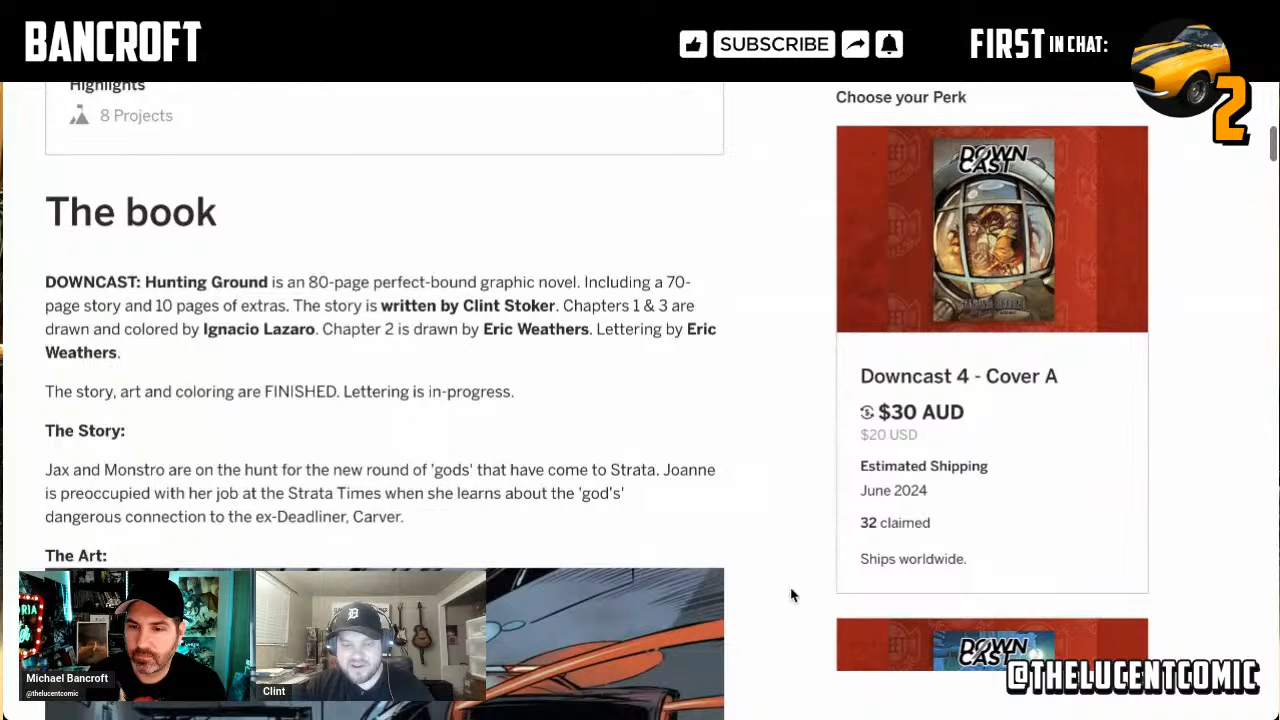 BANCROFT
SUBSCRIBE
FIRST IN CHAT:
2
Highlights
8 Projects
Choose your Perk
The book
DOWNCAST: Hunting Ground is an 80-page perfect-bound graphic novel. Including a 70-
page story and 10 pages of extras. The story is written by Clint Stoker. Chapters 1 & 3 are
drawn and colored by Ignacio Lazaro. Chapter 2 is drawn by Eric Weathers. Lettering by Eric
Weathers.
The story, art and coloring are FINISHED. Lettering is in-progress.
The Story:
Jax and Monstro are on the hunt for the new round of 'gods' that have come to Strata. Joanne
is preoccupied with her job at the Strata Times when she learns about the 'god's'
dangerous connection to the ex-Deadliner, Carver.
The Art:
DOWN
CAST
Downcast 4 - Cover A
$30 AUD
$20 USD
Estimated Shipping
June 2024
32 claimed
Ships worldwide.
DOWN
CAST
RIA
Michael Bancroft
@thelucentcomic
D
Clint
@THELUCENTCOMIC